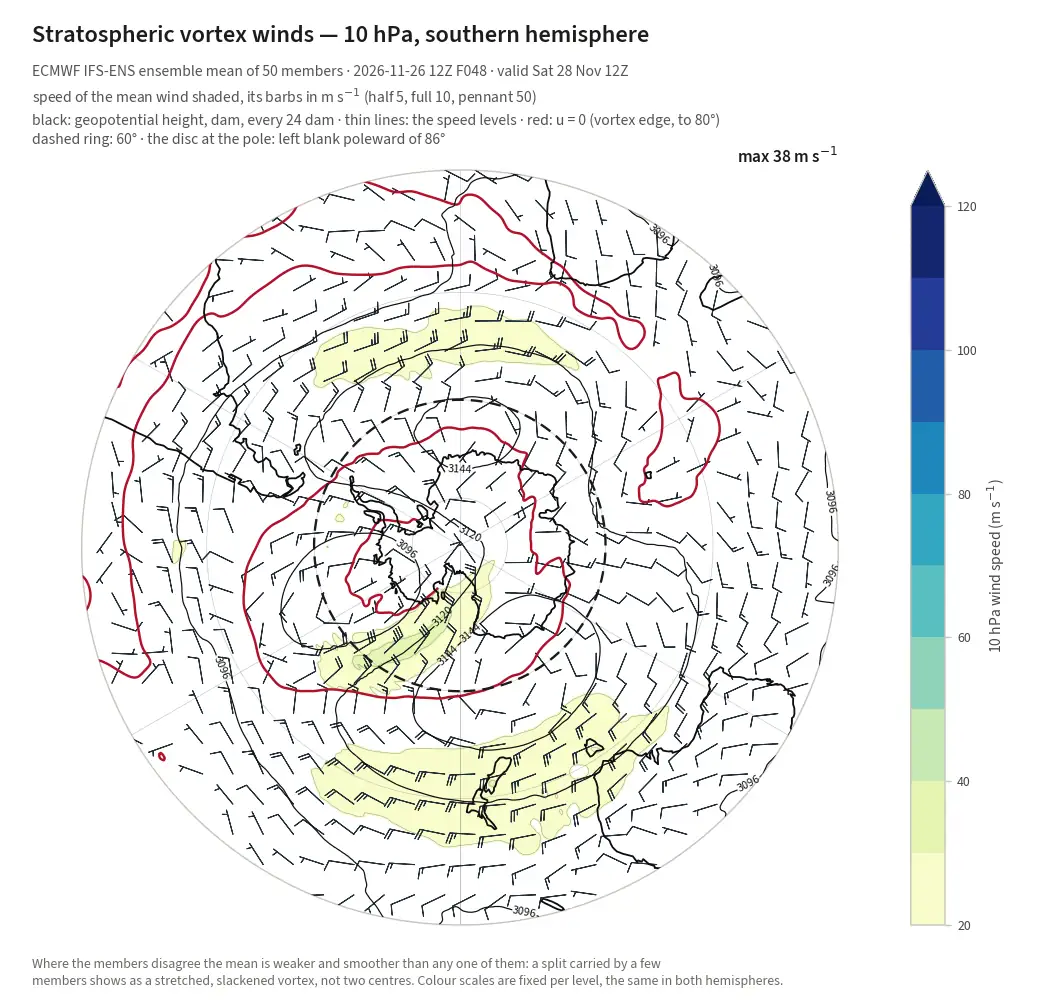 Stratospheric vortex winds — 10 hPa, southern hemisphere
ECMWF IFS-ENS ensemble mean of 50 members · 2026-11-26 12Z F048 · valid Sat 28 Nov 12Z
speed of the mean wind shaded, its barbs in m s⁻¹ (half 5, full 10, pennant 50)
black: geopotential height, dam, every 24 dam · thin lines: the speed levels · red: u = 0 (vortex edge, to 80°)
dashed ring: 60° · the disc at the pole: left blank poleward of 86°
max 38 m s⁻¹
3096
3096
3144
3096
3120
3096
3096
3120
3144
3096
3096
3096
120
100
80
60
40
20
10 hPa wind speed (m s⁻¹)
Where the members disagree the mean is weaker and smoother than any one of them: a split carried by a few
members shows as a stretched, slackened vortex, not two centres. Colour scales are fixed per level, the same in both hemispheres.